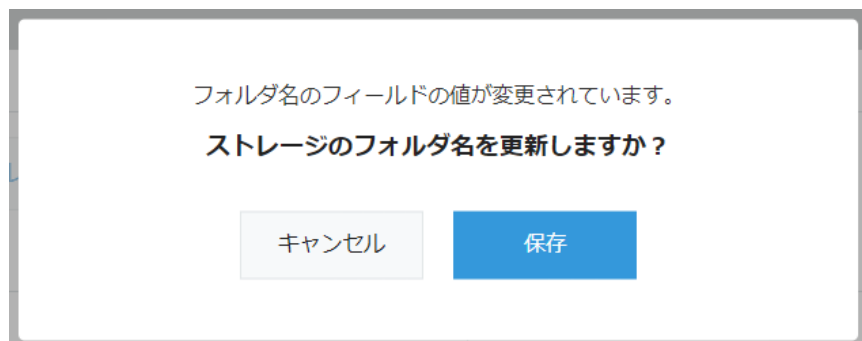 フォルダ名のフィールドの値が変更されています。
ストレージのフォルダ名を更新しますか？
キャンセル
保存